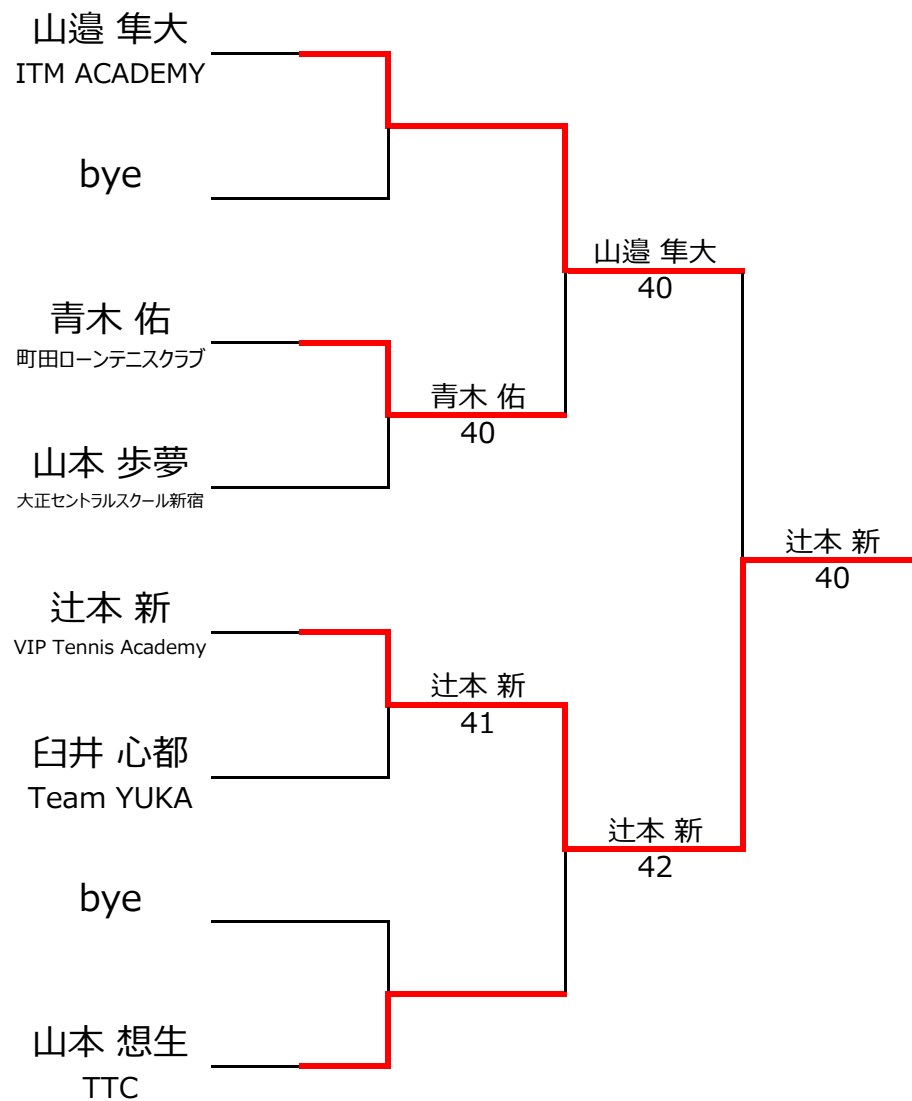 山邉 隼大
ITM ACADEMY
bye
山邉 隼大
40
青木 佑
町田ローンテニスクラブ
青木 佑
40
山本 歩夢
大正セントラルスクール新宿
辻本 新
40
辻本 新
VIP Tennis Academy
辻本 新
41
臼井 心都
Team YUKA
辻本 新
42
bye
山本 想生
TTC